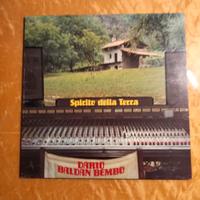 Spirito della Terra
DARIO
BALDAN BEMBO